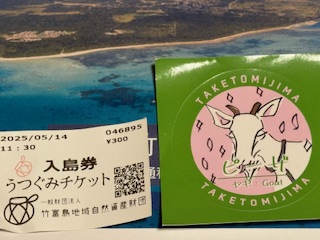 2025/05/14 046895
11:30 ¥300
入島券
うつぐみチケット
一般財団法人
竹富島地域自然資産財団
TAKETOMIJIMA
ヤギ・Goat
TAKETOMIJIMA